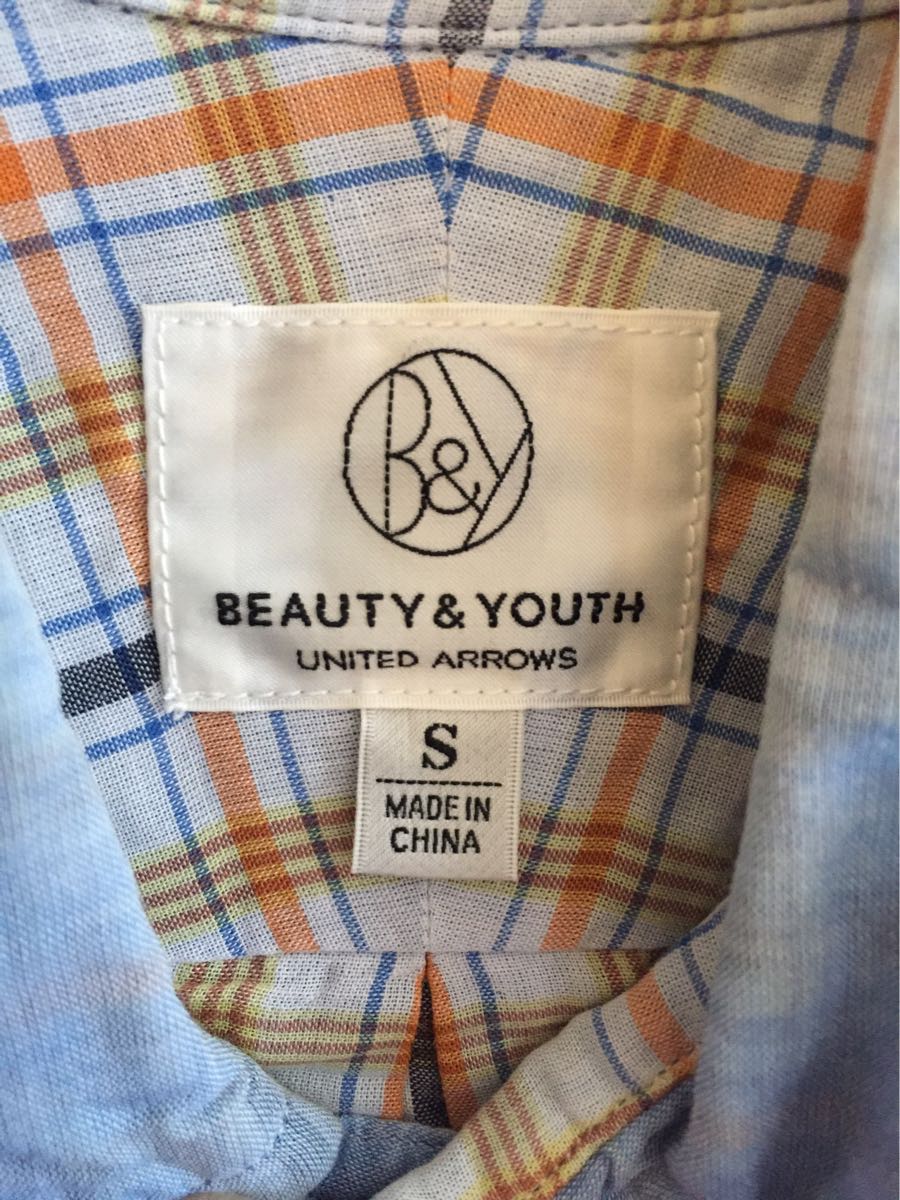 B&Y
BEAUTY & YOUTH
UNITED ARROWS
S
MADE IN
CHINA